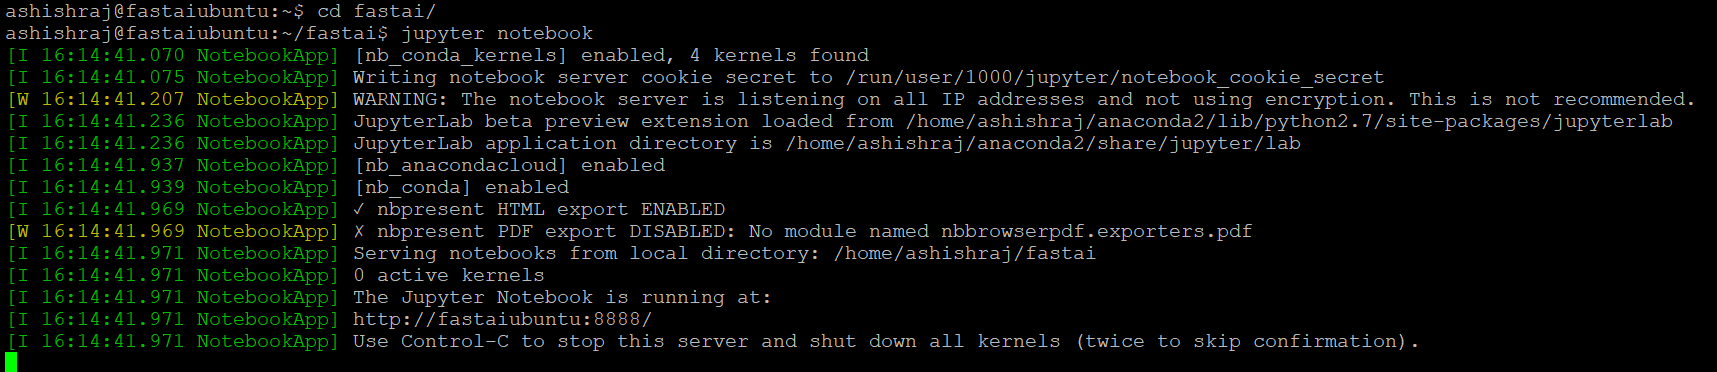 ashishraj@fastaiubuntu:~$ cd fastai/
ashishraj@fastaiubuntu:~/fastai$ jupyter notebook
[I 16:14:41.070 NotebookApp] [nb_conda_kernels] enabled, 4 kernels found
[I 16:14:41.075 NotebookApp] Writing notebook server cookie secret to /run/user/1000/jupyter/notebook_cookie_secret
[W 16:14:41.207 NotebookApp] WARNING: The notebook server is listening on all IP addresses and not using encryption. This is not recommended.
[I 16:14:41.236 NotebookApp] JupyterLab beta preview extension loaded from /home/ashishraj/anaconda2/lib/python2.7/site-packages/jupyterlab
[I 16:14:41.236 NotebookApp] JupyterLab application directory is /home/ashishraj/anaconda2/share/jupyter/lab
[I 16:14:41.937 NotebookApp] [nb_anacondacloud] enabled
[I 16:14:41.939 NotebookApp] [nb_conda] enabled
[I 16:14:41.969 NotebookApp] ✓ nbpresent HTML export ENABLED
[W 16:14:41.969 NotebookApp] ✗ nbpresent PDF export DISABLED: No module named nbbrowserpdf.exporters.pdf
[I 16:14:41.971 NotebookApp] Serving notebooks from local directory: /home/ashishraj/fastai
[I 16:14:41.971 NotebookApp] 0 active kernels
[I 16:14:41.971 NotebookApp] The Jupyter Notebook is running at:
[I 16:14:41.971 NotebookApp] http://fastaiubuntu:8888/
[I 16:14:41.971 NotebookApp] Use Control-C to stop this server and shut down all kernels (twice to skip confirmation).